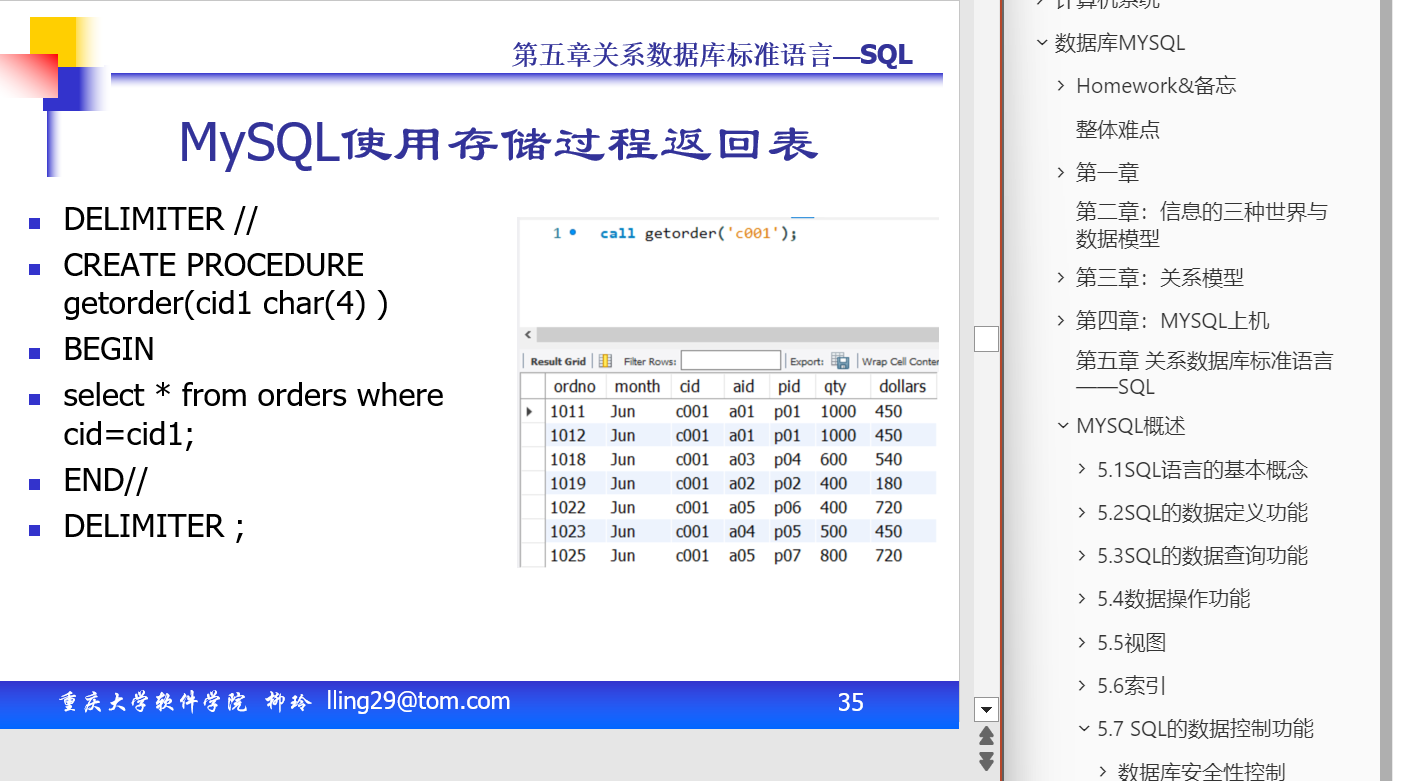 第五章关系数据库标准语言—SQL
MySQL使用存储过程返回表
DELIMITER //
CREATE PROCEDURE
getorder(cid1 char(4) )
BEGIN
select * from orders where
cid=cid1;
END//
DELIMITER ;
1 call getorder('c001');
Result Grid Filter Rows: Export: Wrap Cell Conter
ordno month cid aid pid qty dollars
1011 Jun c001 a01 p01 1000 450
1012 Jun c001 a01 p01 1000 450
1018 Jun c001 a03 p04 600 540
1019 Jun c001 a02 p02 400 180
1022 Jun c001 a05 p06 400 720
1023 Jun c001 a04 p05 500 450
1025 Jun c001 a05 p07 800 720
重庆大学软件学院 柳玲 lling29@tom.com
35
计算机系统
数据库MYSQL
Homework&备忘
整体难点
第一章
第二章：信息的三种世界与
数据模型
第三章：关系模型
第四章：MYSQL上机
第五章 关系数据库标准语言
——SQL
MYSQL概述
5.1SQL语言的基本概念
5.2SQL的数据定义功能
5.3SQL的数据查询功能
5.4数据操作功能
5.5视图
5.6索引
5.7 SQL的数据控制功能
数据库安全性控制